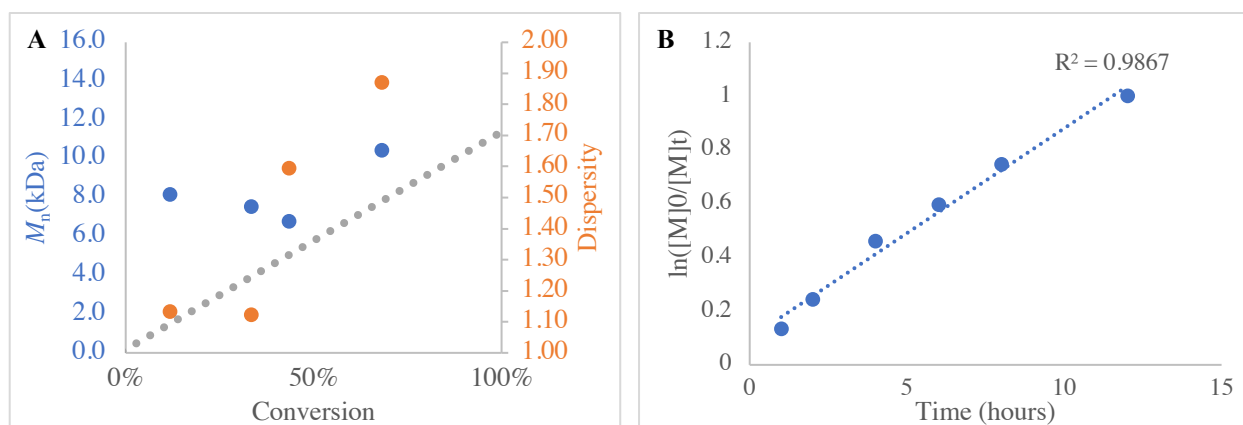 A
16.0
14.0
12.0
10.0
8.0
6.0
4.0
2.0
0.0
Mn(kDa)
2.00
1.90
1.80
1.70
1.60
1.50
1.40
1.30
1.20
1.10
1.00
Dispersity
0% 50% 100%
Conversion
B
1.2
1
0.8
0.6
0.4
0.2
0
ln([M]0/[M]t)
R² = 0.9867
0 5 10 15
Time (hours)